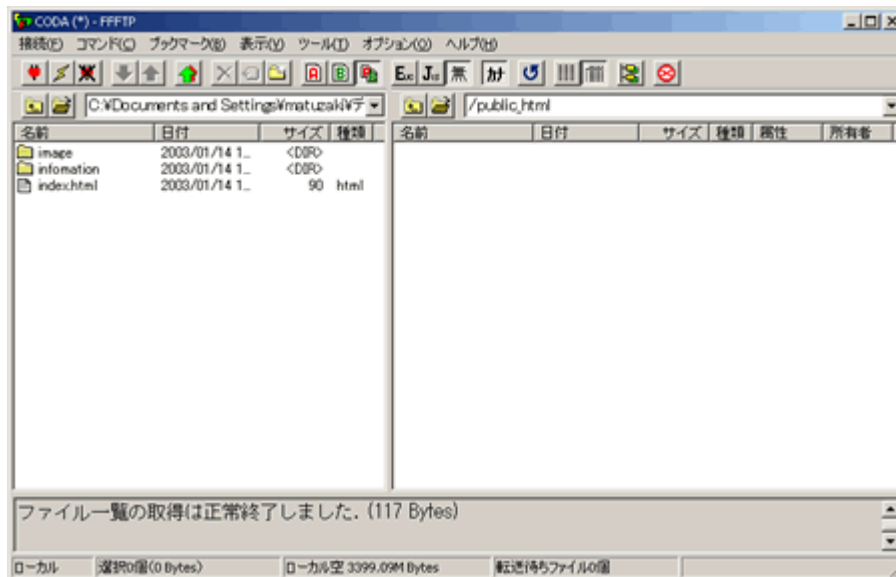 CODA (*) - FFFTP
接続(F) コマンド(C) ブックマーク(B) 表示(V) ツール(T) オプション(O) ヘルプ(H)
A B Euc J 無 ｶﾅ
C:¥Documents and Settings¥matuzaki¥デ /public_html
名前 日付 サイズ 種類 名前 日付 サイズ 種類 属性 所有者
image 2003/01/14 1... <DIR>
infomation 2003/01/14 1... <DIR>
index.html 2003/01/14 1... 90 html
ファイル一覧の取得は正常終了しました. (117 Bytes)
ローカル 選択0個(0 Bytes) ローカル空 3399.09M Bytes 転送待ちファイル0個